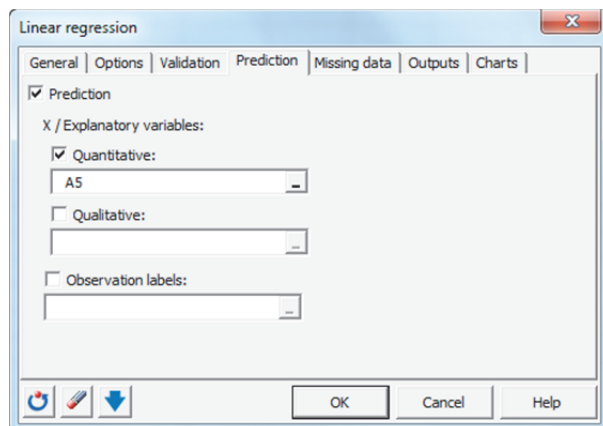 Linear regression
General Options Validation Prediction Missing data Outputs Charts
Prediction
X / Explanatory variables:
Quantitative:
A5
Qualitative:
...
Observation labels:
...
OK Cancel Help